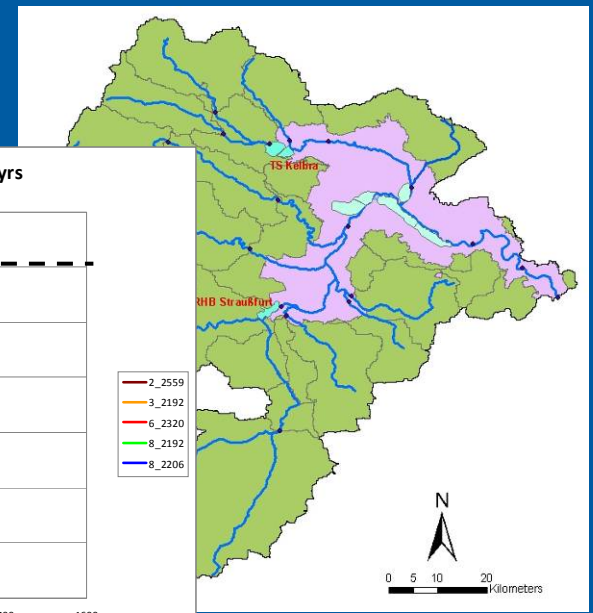 yrs
TS Kelbra
RHB Straußfurt
2_2559
3_2192
6_2320
8_2192
8_2206
N
0 5 10 20
Kilometers